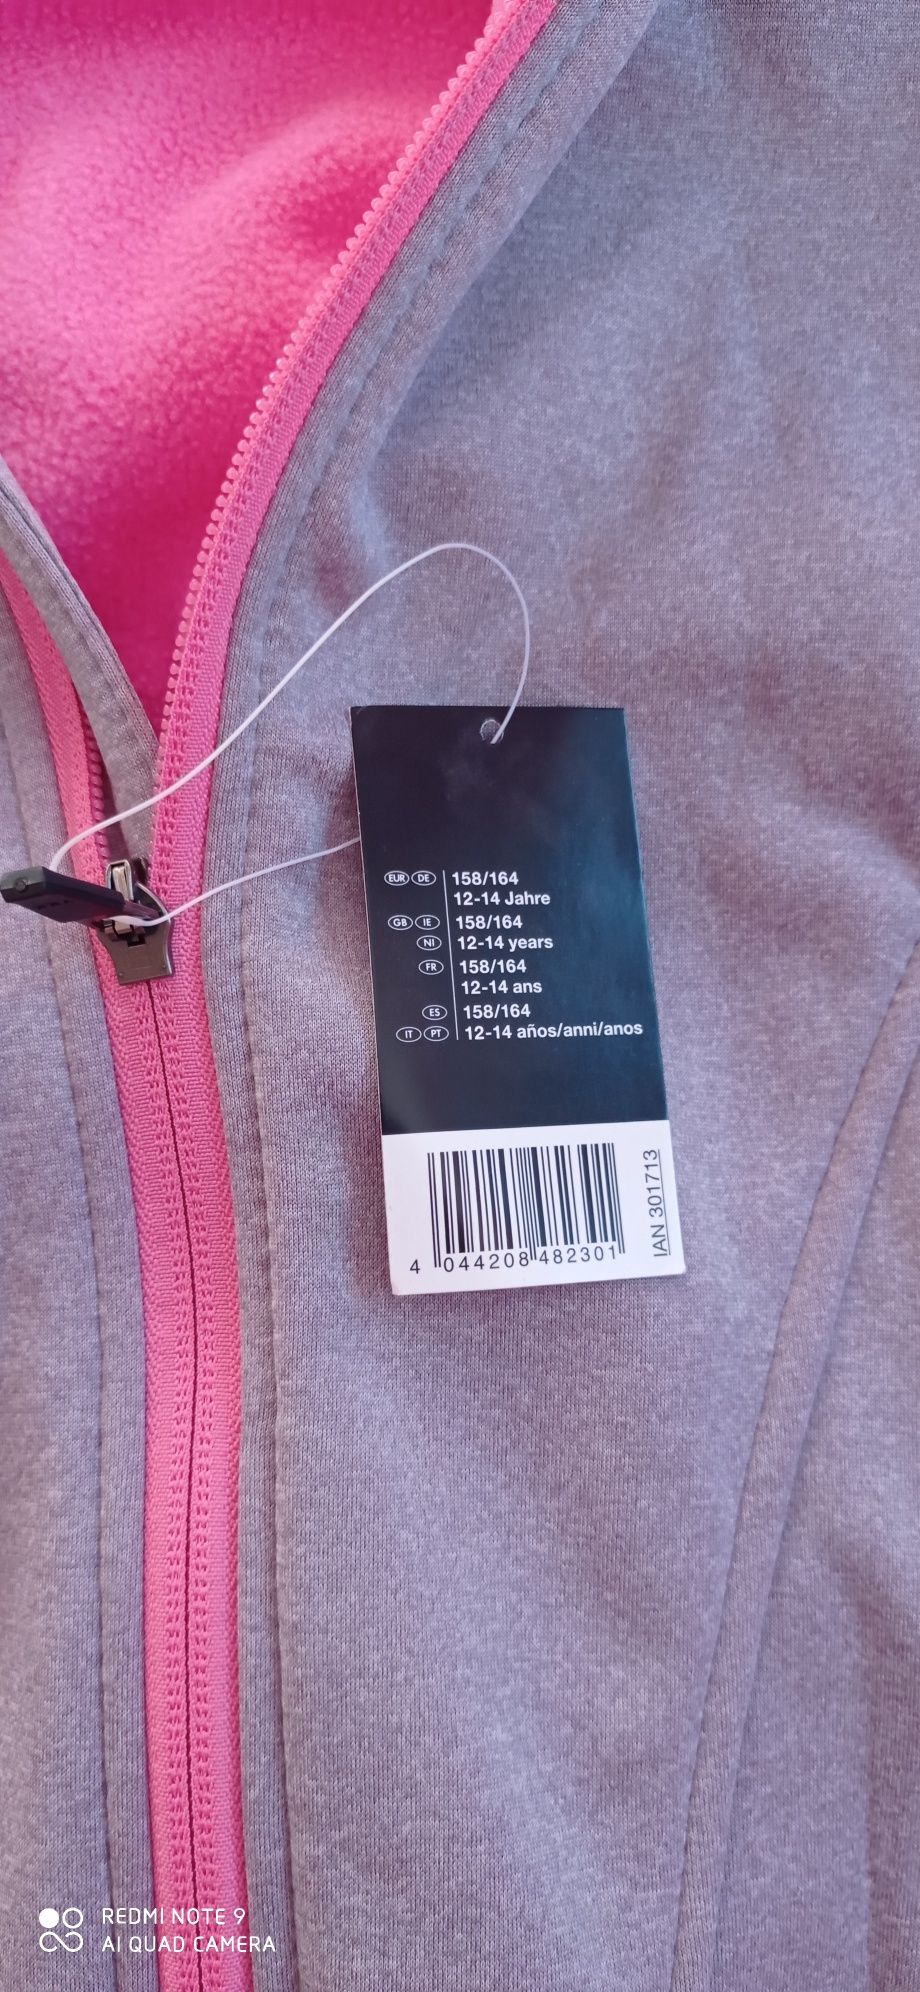 EUR DE 158/164
12-14 Jahre
GB IE 158/164
NI 12-14 years
FR 158/164
12-14 ans
ES 158/164
IT PT 12-14 años/anni/anos
4 044208 482301
IAN 301713
REDMI NOTE 9
AI QUAD CAMERA